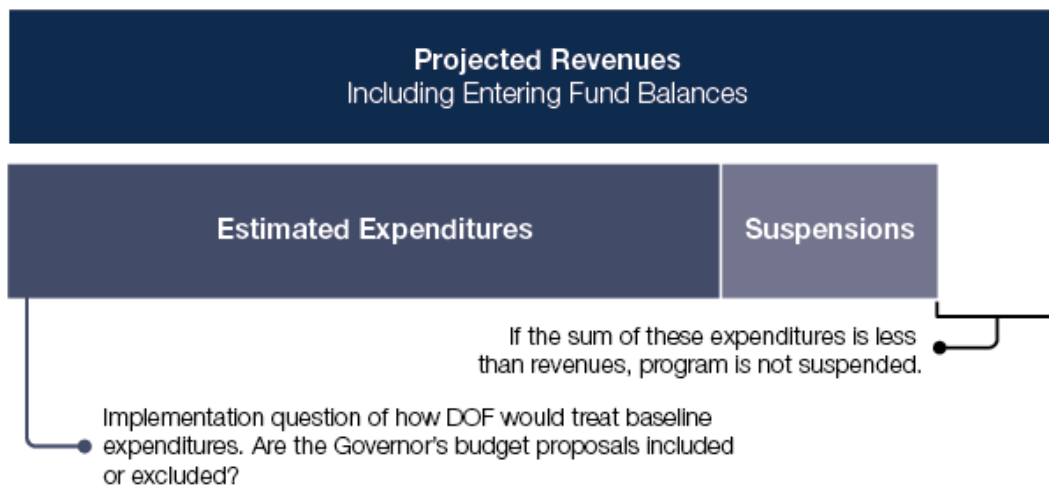 Projected Revenues
Including Entering Fund Balances
Estimated Expenditures
Suspensions
If the sum of these expenditures is less
than revenues, program is not suspended.
Implementation question of how DOF would treat baseline
expenditures. Are the Governor's budget proposals included
or excluded?